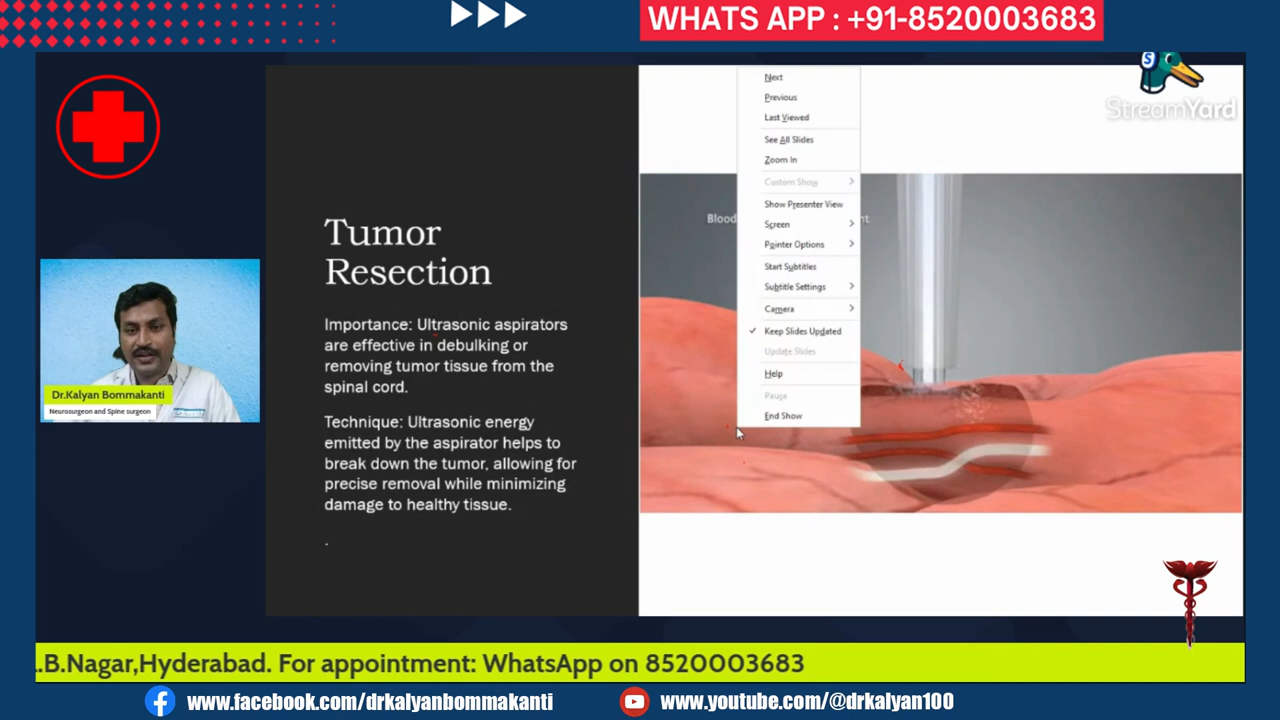 WHATS APP : +91-8520003683
S
StreamYard
Next
Previous
Last Viewed
See All Slides
Zoom In
Custom Show
Show Presenter View
Screen
Pointer Options
Start Subtitles
Subtitle Settings
Camera
Keep Slides Updated
Update Slides
Help
Pause
End Show
Blood
nt
Tumor
Resection
Importance: Ultrasonic aspirators
are effective in debulking or
removing tumor tissue from the
spinal cord.
Technique: Ultrasonic energy
emitted by the aspirator helps to
break down the tumor, allowing for
precise removal while minimizing
damage to healthy tissue.
.
Dr.Kalyan Bommakanti
Neurosurgeon and Spine surgeon
.B.Nagar,Hyderabad. For appointment: WhatsApp on 8520003683
www.facebook.com/drkalyanbommakanti
www.youtube.com/@drkalyan100